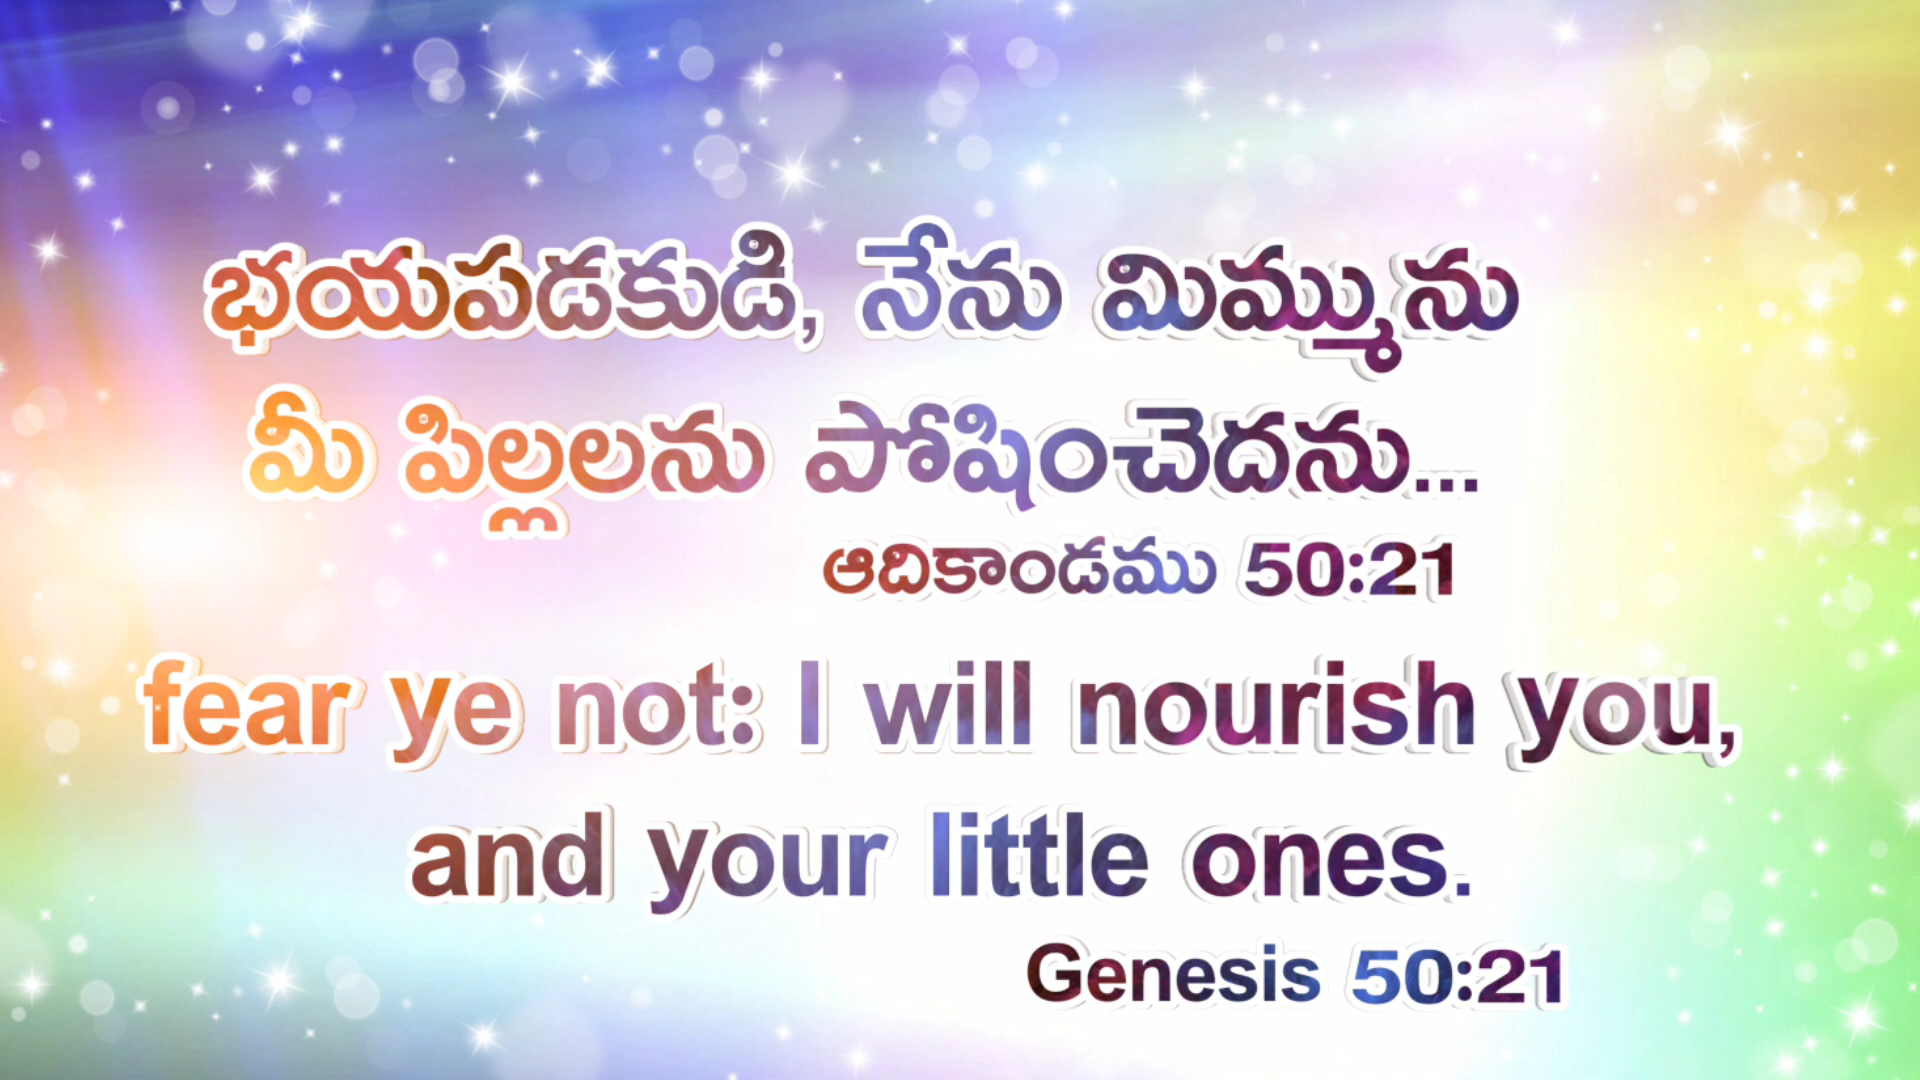 భయపడకుడి, నేను మిమ్మును
మీ పిల్లలను పోషించెదను...
ఆదికాండము 50:21
fear ye not: I will nourish you,
and your little ones.
Genesis 50:21